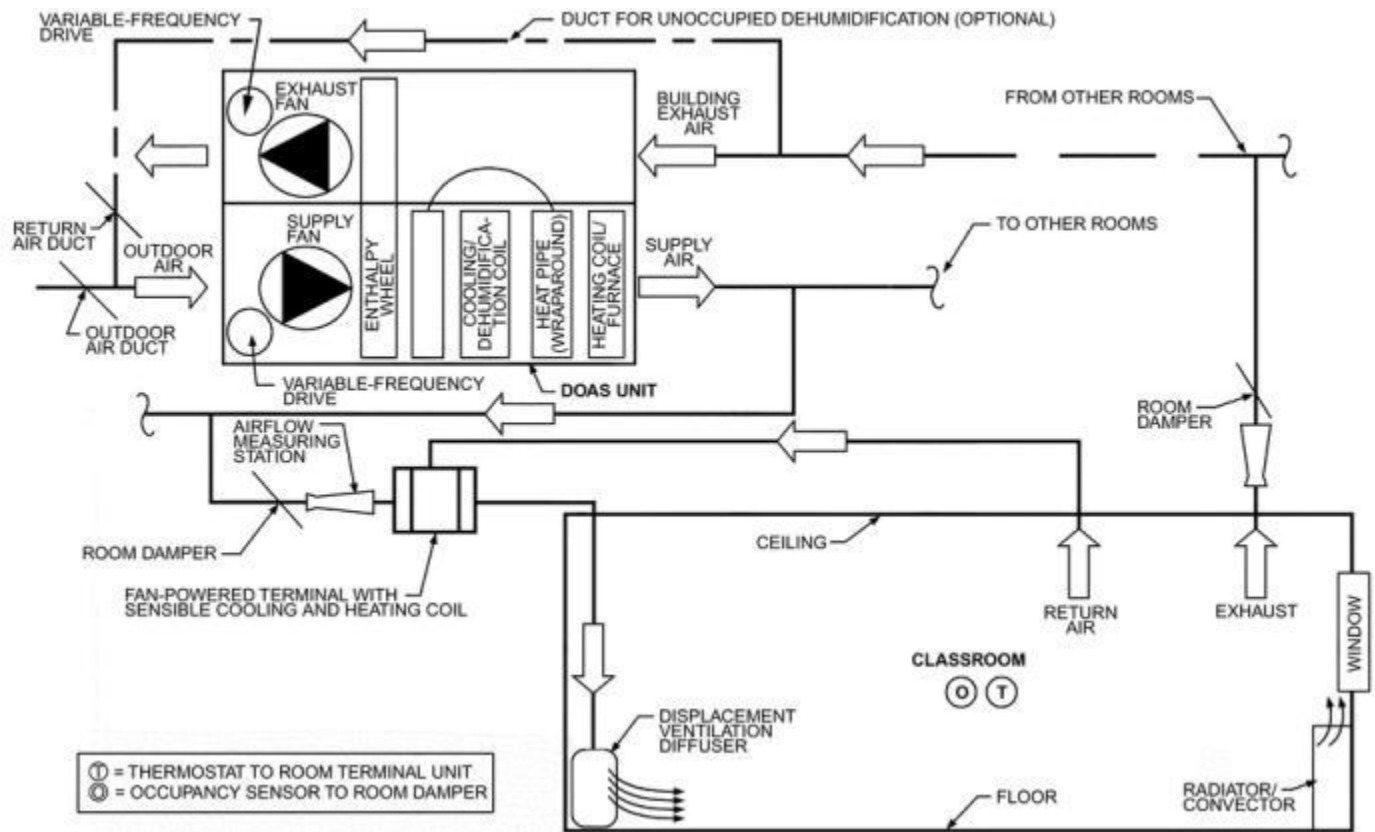 VARIABLE-FREQUENCY
DRIVE
DUCT FOR UNOCCUPIED DEHUMIDIFICATION (OPTIONAL)
EXHAUST
FAN
BUILDING
EXHAUST
AIR
FROM OTHER ROOMS
RETURN
AIR DUCT
OUTDOOR
AIR
SUPPLY
FAN
ENTHALPY
WHEEL
COOLING/
DEHUMIDIFICA-
TION COIL
HEAT PIPE
(WRAPAROUND)
HEATING COIL/
FURNACE
SUPPLY
AIR
TO OTHER ROOMS
OUTDOOR
AIR DUCT
VARIABLE-FREQUENCY
DRIVE
DOAS UNIT
AIRFLOW
MEASURING
STATION
ROOM
DAMPER
ROOM DAMPER
CEILING
FAN-POWERED TERMINAL WITH
SENSIBLE COOLING AND HEATING COIL
RETURN
AIR
EXHAUST
WINDOW
CLASSROOM
O T
DISPLACEMENT
VENTILATION
DIFFUSER
T = THERMOSTAT TO ROOM TERMINAL UNIT
O = OCCUPANCY SENSOR TO ROOM DAMPER
FLOOR
RADIATOR/
CONVECTOR